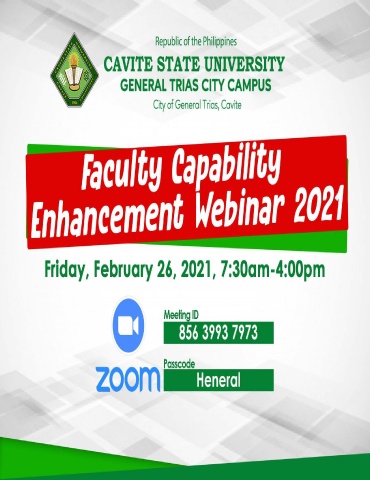 Republic of the Philippines
CAVITE STATE UNIVERSITY
GENERAL TRIAS CITY CAMPUS
City of General Trias, Cavite
Faculty Capability
Enhancement Webinar 2021
Friday, February 26, 2021, 7:30am-4:00pm
Meeting ID
856 3993 7973
zoom
Passcode
Heneral